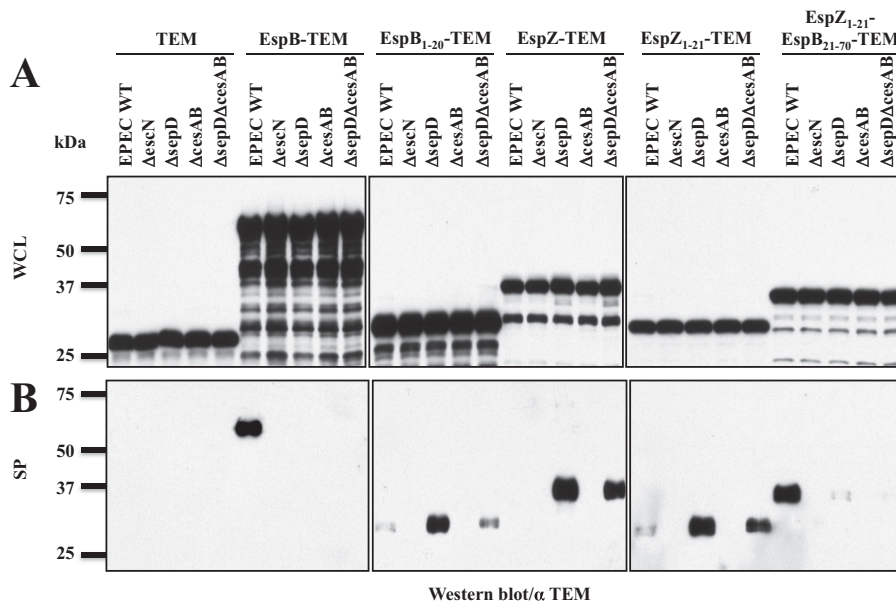 EspZ1-21-
TEM EspB-TEM EspB1-20-TEM EspZ-TEM EspZ1-21-TEM EspB21-70-TEM
A
kDa
EPEC WT ΔescN ΔsepD ΔcesAB ΔsepDΔcesAB EPEC WT ΔescN ΔsepD ΔcesAB ΔsepDΔcesAB EPEC WT ΔescN ΔsepD ΔcesAB ΔsepDΔcesAB EPEC WT ΔescN ΔsepD ΔcesAB ΔsepDΔcesAB EPEC WT ΔescN ΔsepD ΔcesAB ΔsepDΔcesAB EPEC WT ΔescN ΔsepD ΔcesAB ΔsepDΔcesAB
WCL
75
50
37
25
B
SP
75
50
37
25
Western blot/α TEM